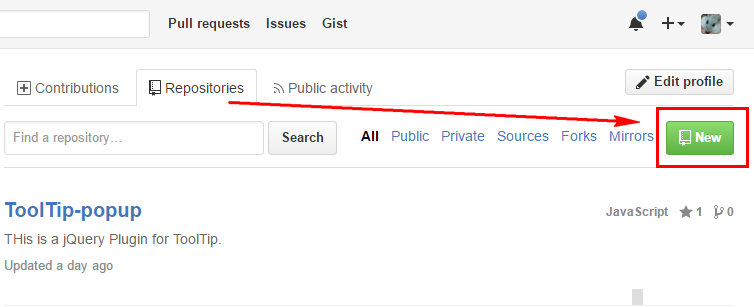 Pull requests Issues Gist
Contributions Repositories Public activity Edit profile
Find a repository… Search All Public Private Sources Forks Mirrors New
ToolTip-popup JavaScript 1 0
THis is a jQuery Plugin for ToolTip.
Updated a day ago